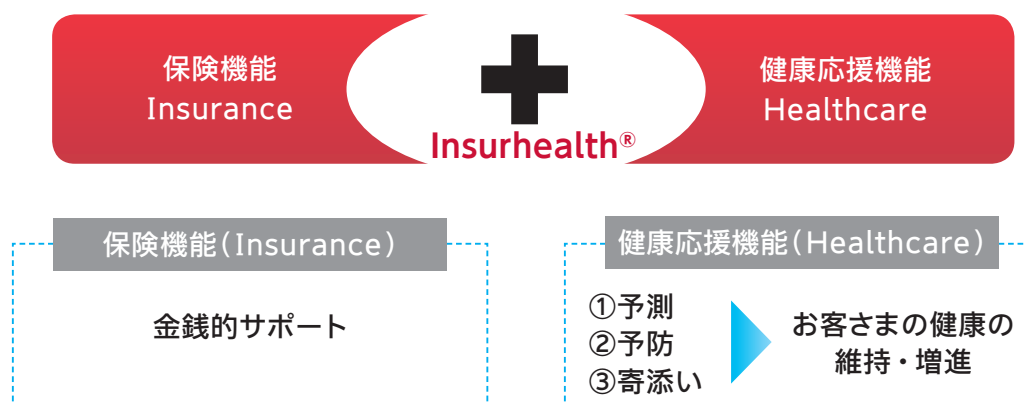 保険機能
Insurance
Insurhealth®
健康応援機能
Healthcare
保険機能(Insurance)
金銭的サポート
健康応援機能(Healthcare)
①予測
②予防
③寄添い
お客さまの健康の
維持・増進